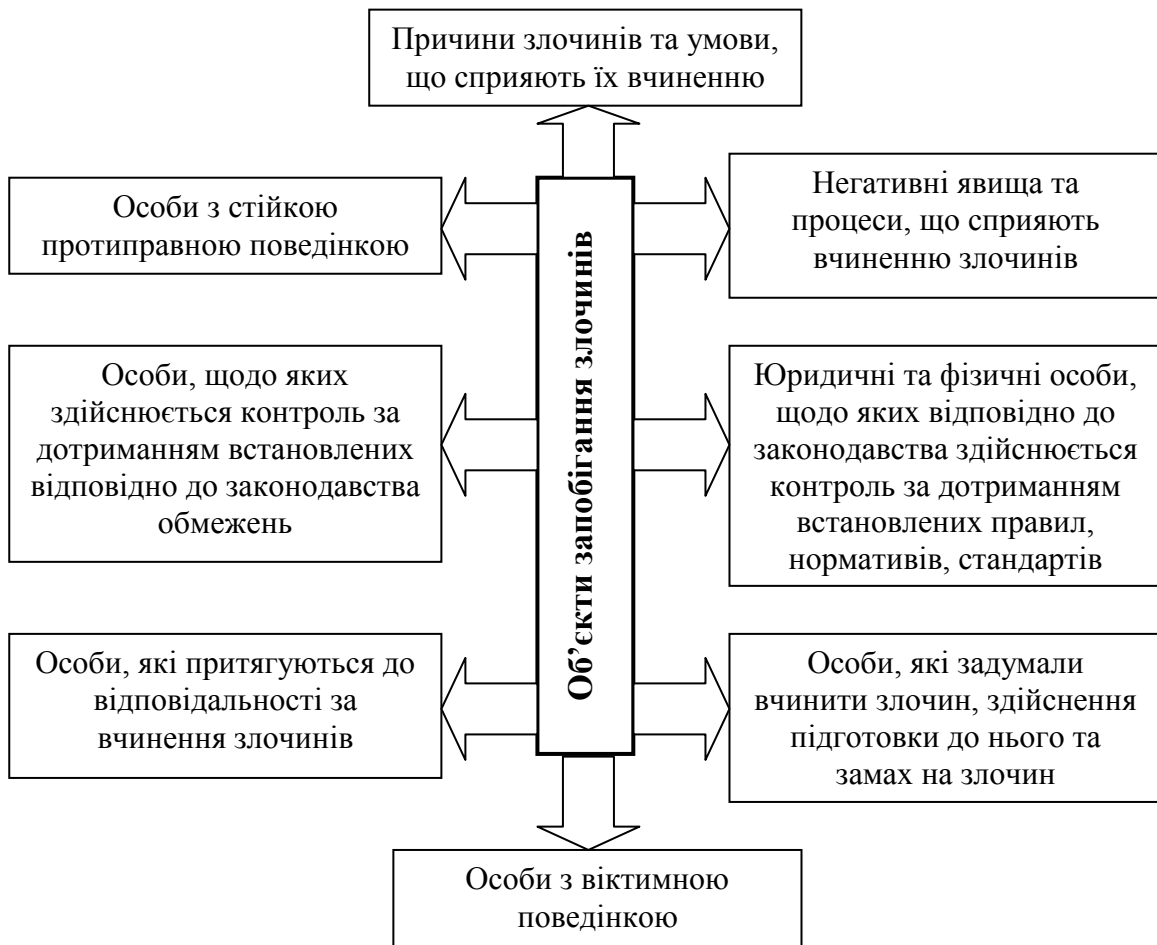 Причини злочинів та умови,
що сприяють їх вчиненню
Особи з стійкою
протиправною поведінкою
Негативні явища та
процеси, що сприяють
вчиненню злочинів
Об’єкти запобігання злочинів
Особи, щодо яких
здійснюється контроль за
дотриманням встановлених
відповідно до законодавства
обмежень
Юридичні та фізичні особи,
щодо яких відповідно до
законодавства здійснюється
контроль за дотриманням
встановлених правил,
нормативів, стандартів
Особи, які притягуються до
відповідальності за
вчинення злочинів
Особи, які задумали
вчинити злочин, здійснення
підготовки до нього та
замах на злочин
Особи з віктимною
поведінкою